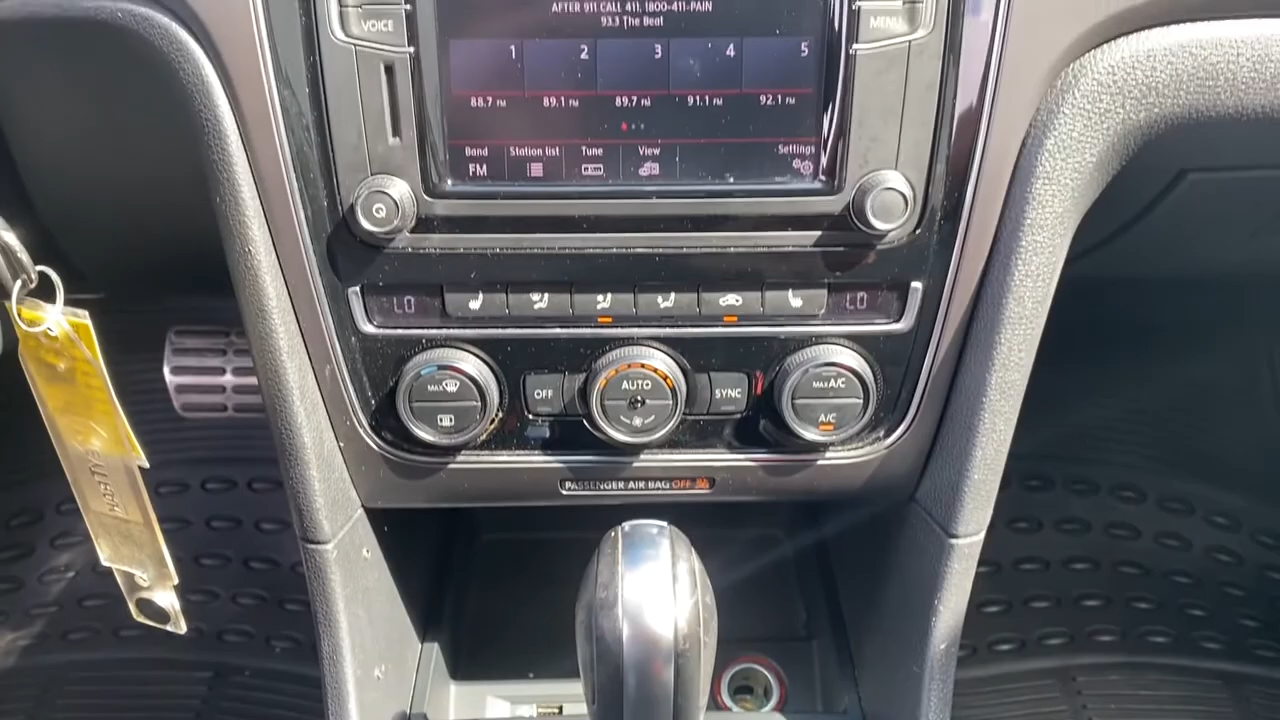 AFTER 911 CALL 411, 1800-411-PAIN
93.3 The Beat
VOICE
MENU
1 2 3 4 5
88.7 FM 89.1 FM 89.7 FM 91.1 FM 92.1 FM
Band Station list Tune View Settings
FM
LO LO
MAX AUTO MAX A/C
OFF SYNC
A/C
PASSENGER AIR BAG OFF